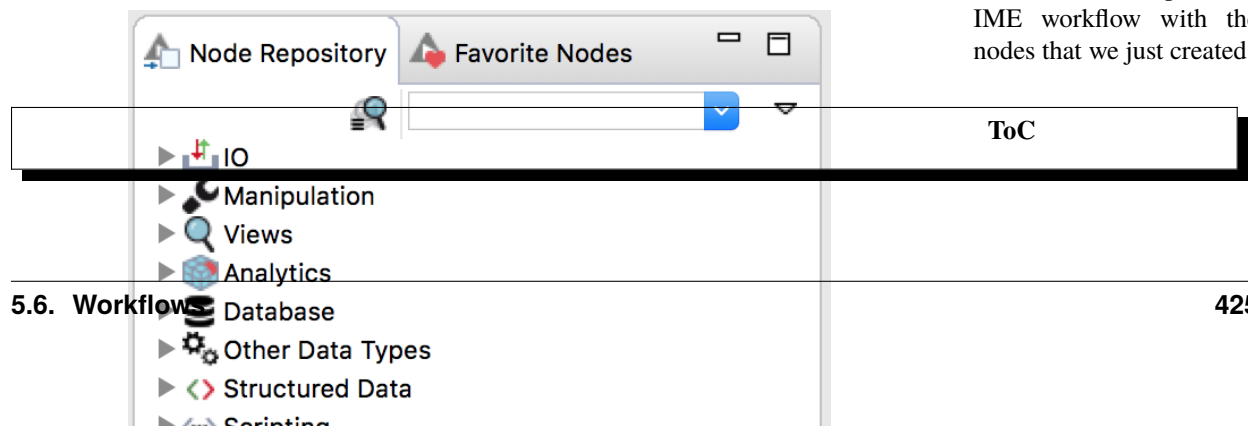 IME workflow with the
nodes that we just created
Node Repository
Favorite Nodes
ToC
IO
Manipulation
Views
Analytics
5.6. Workflows
425
Database
Other Data Types
Structured Data
Scripting